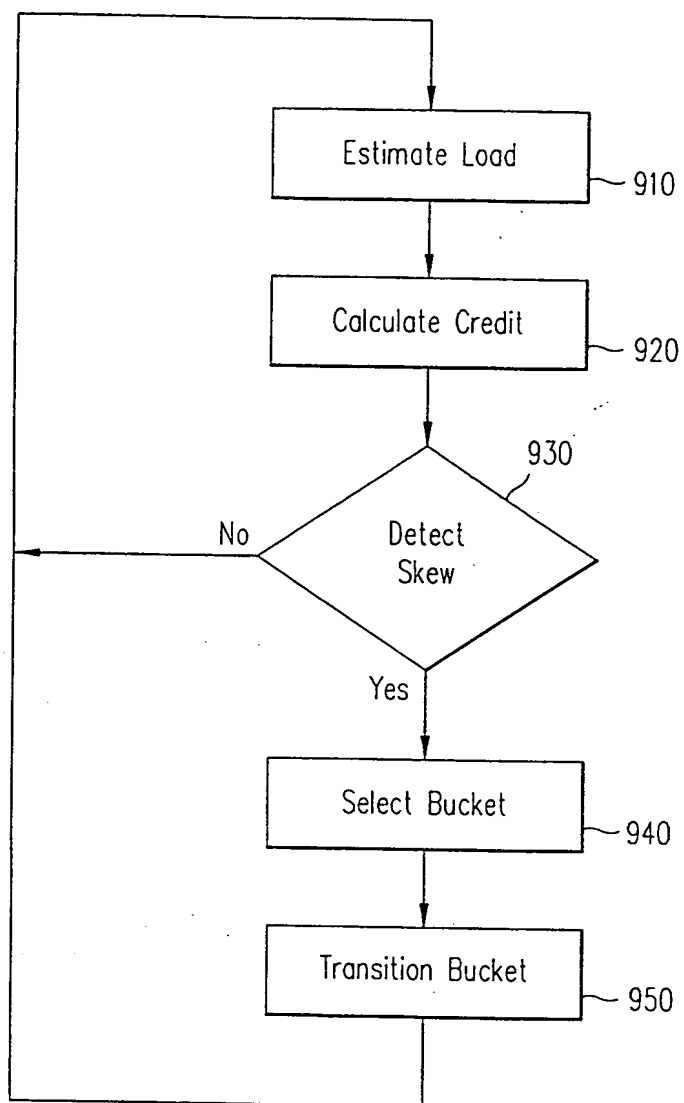 Estimate Load
910
Calculate Credit
920
930
Detect
Skew
No
Yes
Select Bucket
940
Transition Bucket
950